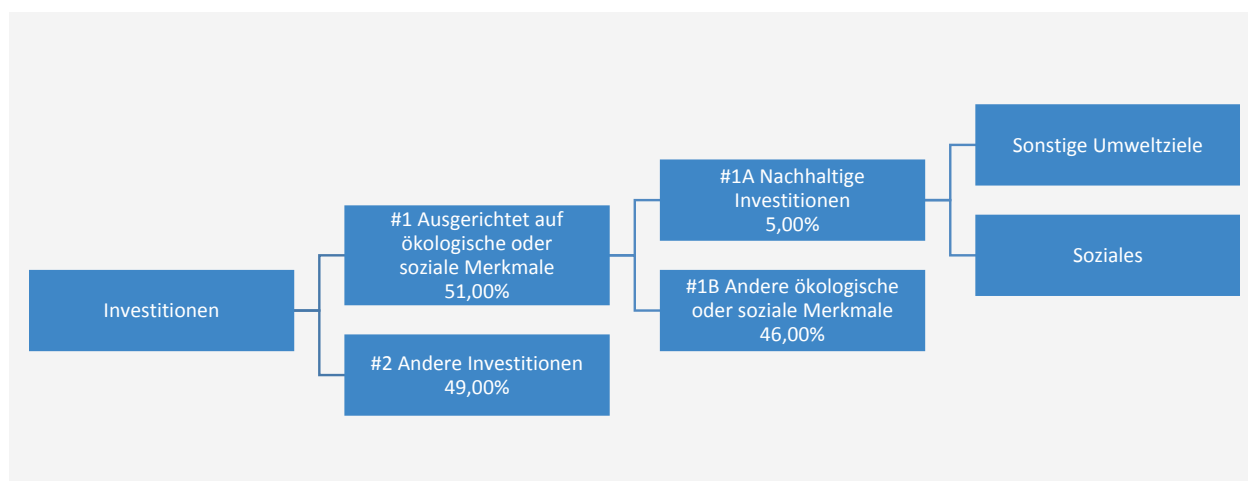 Investitionen
#1 Ausgerichtet auf
ökologische oder
soziale Merkmale
51,00%
#2 Andere Investitionen
49,00%
#1A Nachhaltige
Investitionen
5,00%
#1B Andere ökologische
oder soziale Merkmale
46,00%
Sonstige Umweltziele
Soziales